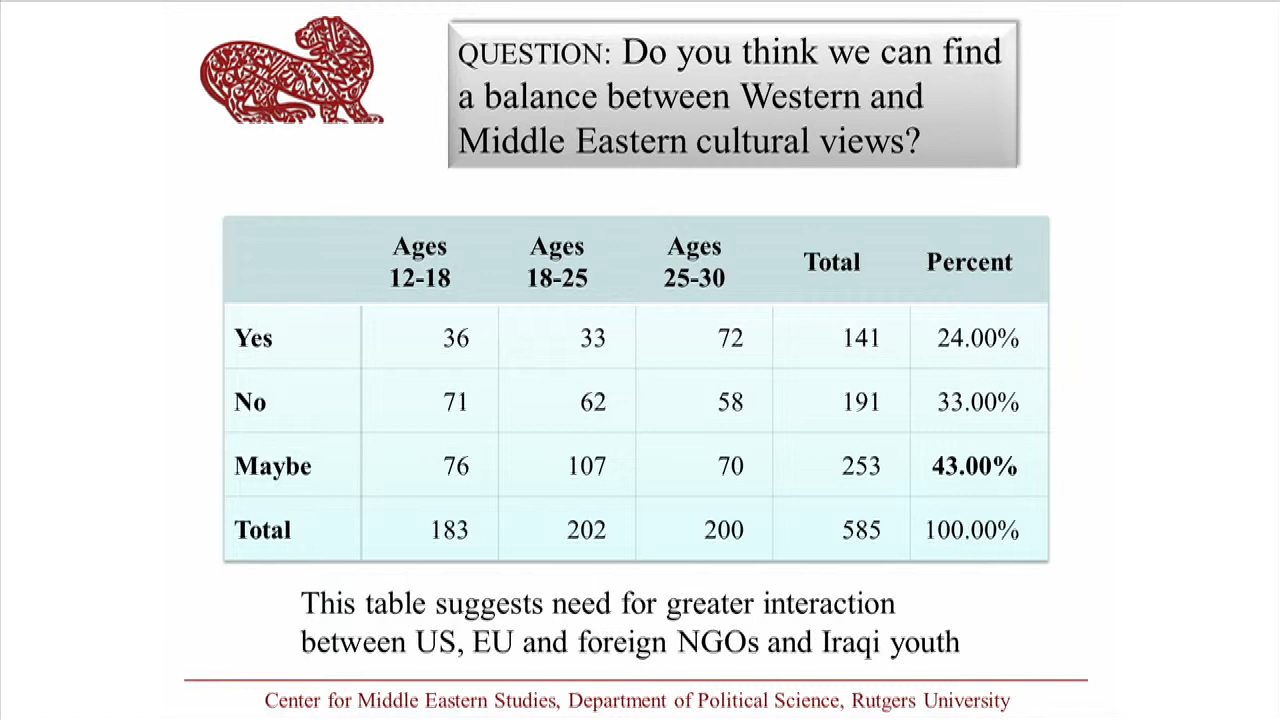 QUESTION: Do you think we can find
a balance between Western and
Middle Eastern cultural views?
Ages 12-18 Ages 18-25 Ages 25-30 Total Percent
Yes 36 33 72 141 24.00%
No 71 62 58 191 33.00%
Maybe 76 107 70 253 43.00%
Total 183 202 200 585 100.00%
This table suggests need for greater interaction
between US, EU and foreign NGOs and Iraqi youth
Center for Middle Eastern Studies, Department of Political Science, Rutgers University